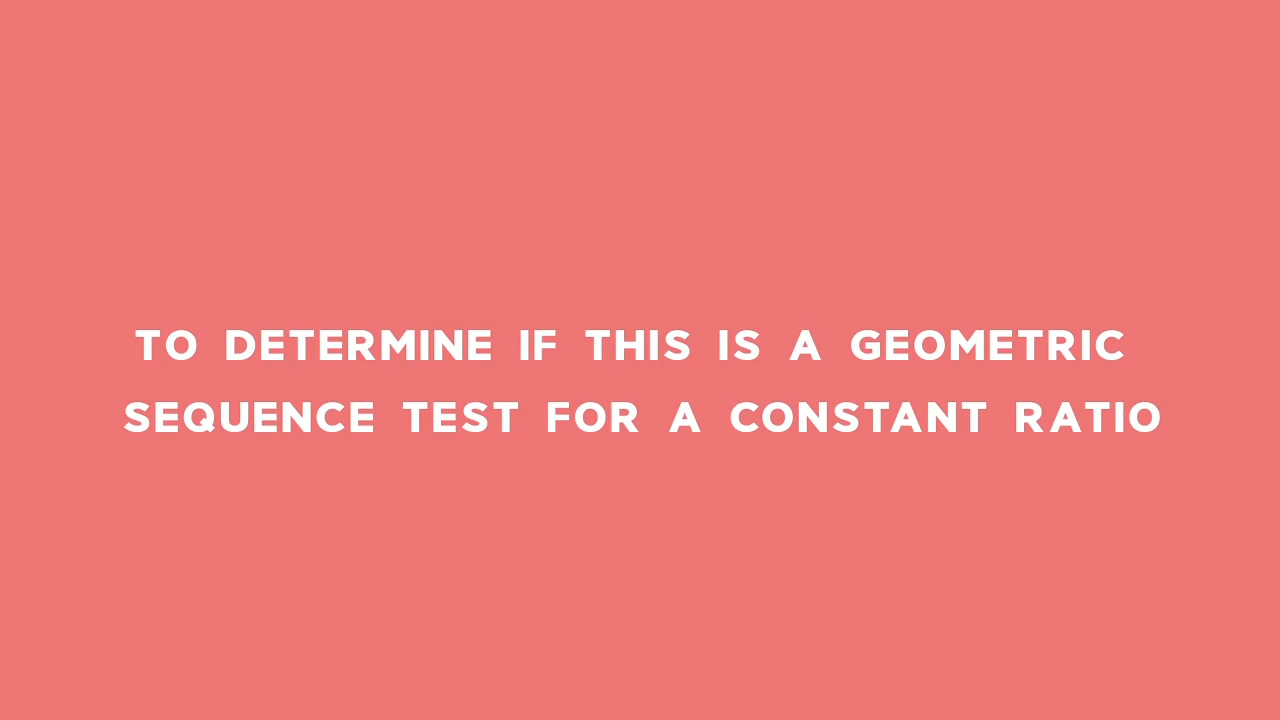 TO DETERMINE IF THIS IS A GEOMETRIC
SEQUENCE TEST FOR A CONSTANT RATIO